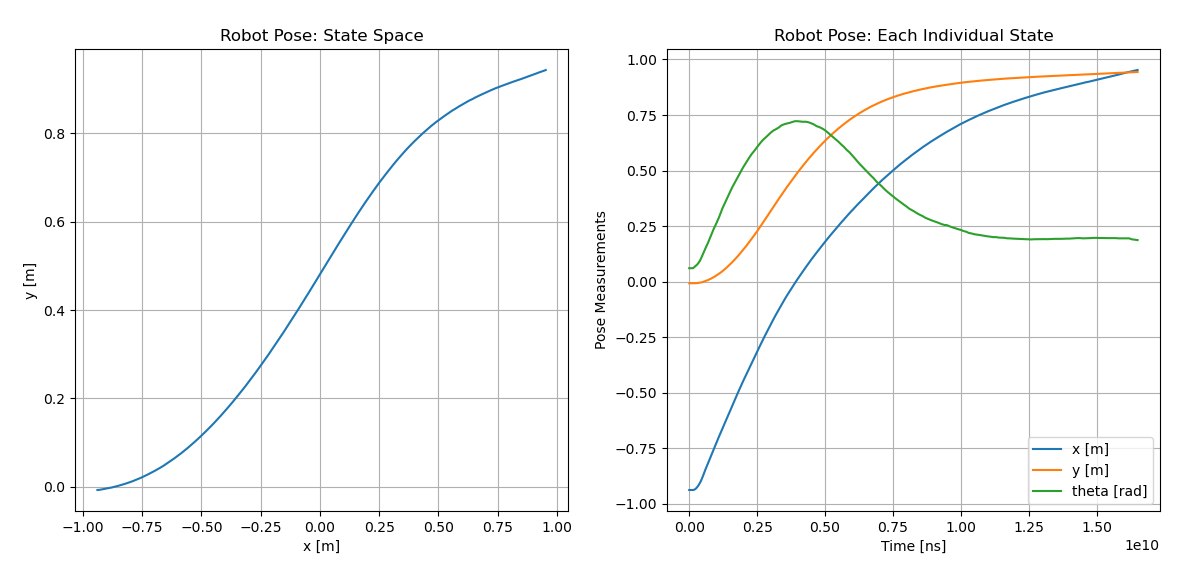 Robot Pose: State Space
y [m]
0.8
0.6
0.4
0.2
0.0
−1.00 −0.75 −0.50 −0.25 0.00 0.25 0.50 0.75 1.00
x [m]
Robot Pose: Each Individual State
Pose Measurements
1.00
0.75
0.50
0.25
0.00
−0.25
−0.50
−0.75
−1.00
x [m]
y [m]
theta [rad]
0.00 0.25 0.50 0.75 1.00 1.25 1.50
1e10
Time [ns]